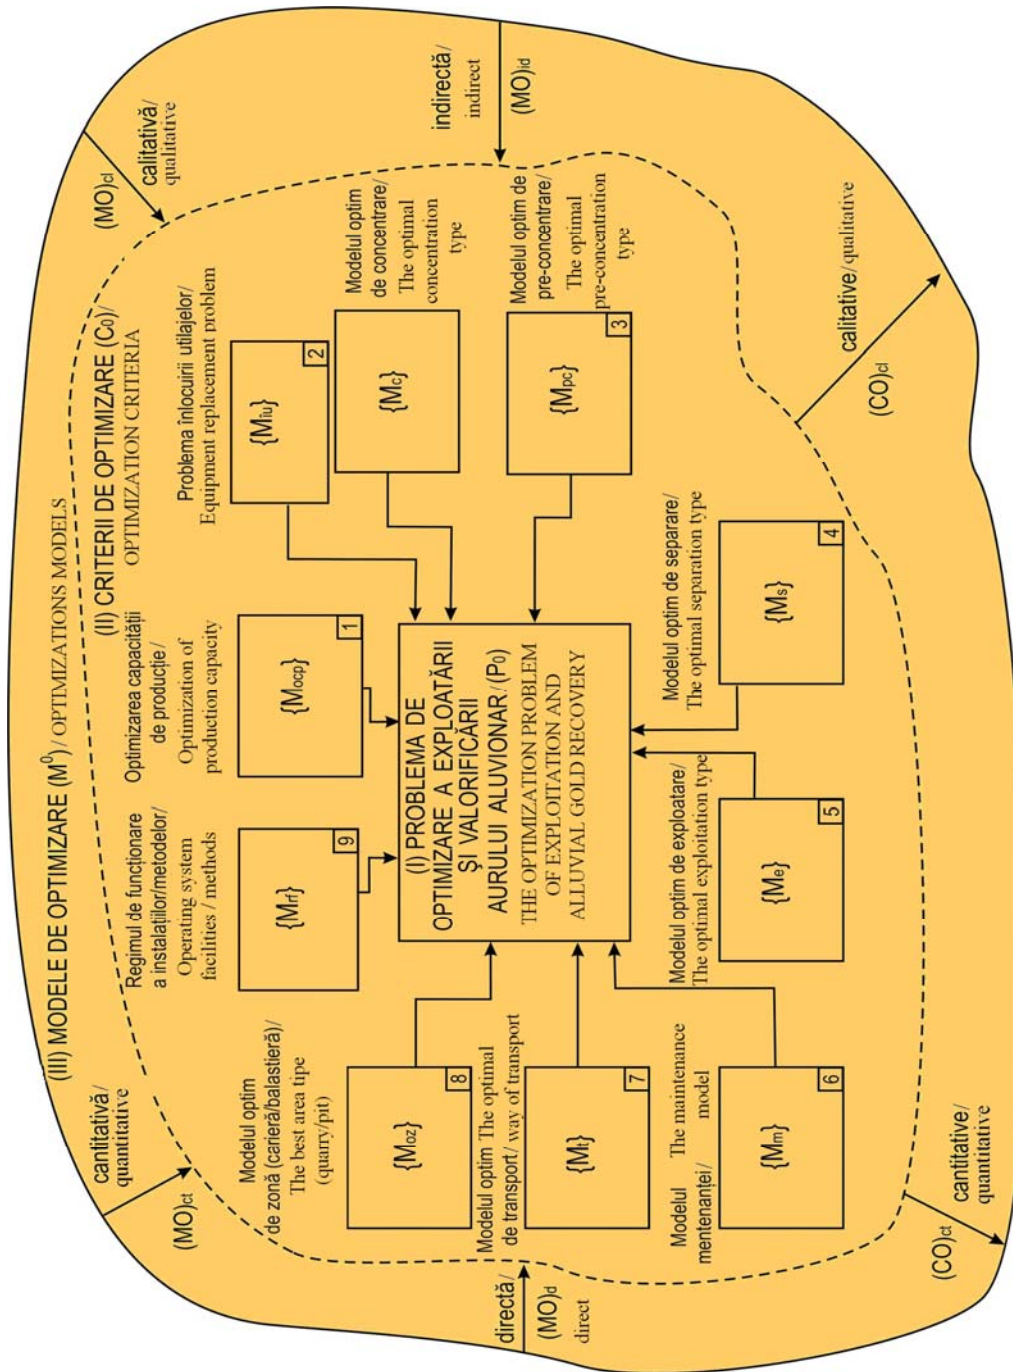 (III) MODELE DE OPTIMIZARE (M⁰) / OPTIMIZATIONS MODELS
(II) CRITERII DE OPTIMIZARE (C₀)/
OPTIMIZATION CRITERIA
cantitativă/
quantitative
(MO)ct
(MO)cl
calitativă/
qualitative
Modelul optim
de zonă (carieră/balastieră)/
The best area tipe
(quarry/pit)
{Moz}
8
Regimul de funcționare
a instalațiilor/metodelor/
Operating system
facilities / methods
{Mrf}
9
Optimizarea capacității
de producție /
Optimization of
production capacity
{Mocp}
1
Problema înlocuirii utilajelor/
Equipment replacement problem
{Mîu}
2
Modelul optim
de concentrare/
The optimal
concentration
type
{Mc}
directă/
(MO)d
direct
Modelul optim The optimal
de transport/ way of transport
{Mt}
7
(I) PROBLEMA DE
OPTIMIZARE A EXPLOATĂRII
ŞI VALORIFICĂRII
AURULUI ALUVIONAR/ (P₀)
THE OPTIMIZATION PROBLEM
OF EXPLOITATION AND
ALLUVIAL GOLD RECOVERY
Modelul optim de
pre-concentrare/
The optimal
pre-concentration
type
{Mpc}
3
indirectă/
indirect
(MO)id
Modelul The maintenance
mentenanței/ model
{Mm}
6
Modelul optim de exploatare/
The optimal exploitation type
{Me}
5
Modelul optim de separare/
The optimal separation type
{Ms}
4
(CO)ct
cantitative/
quantitative
(CO)cl
calitative/ qualitative